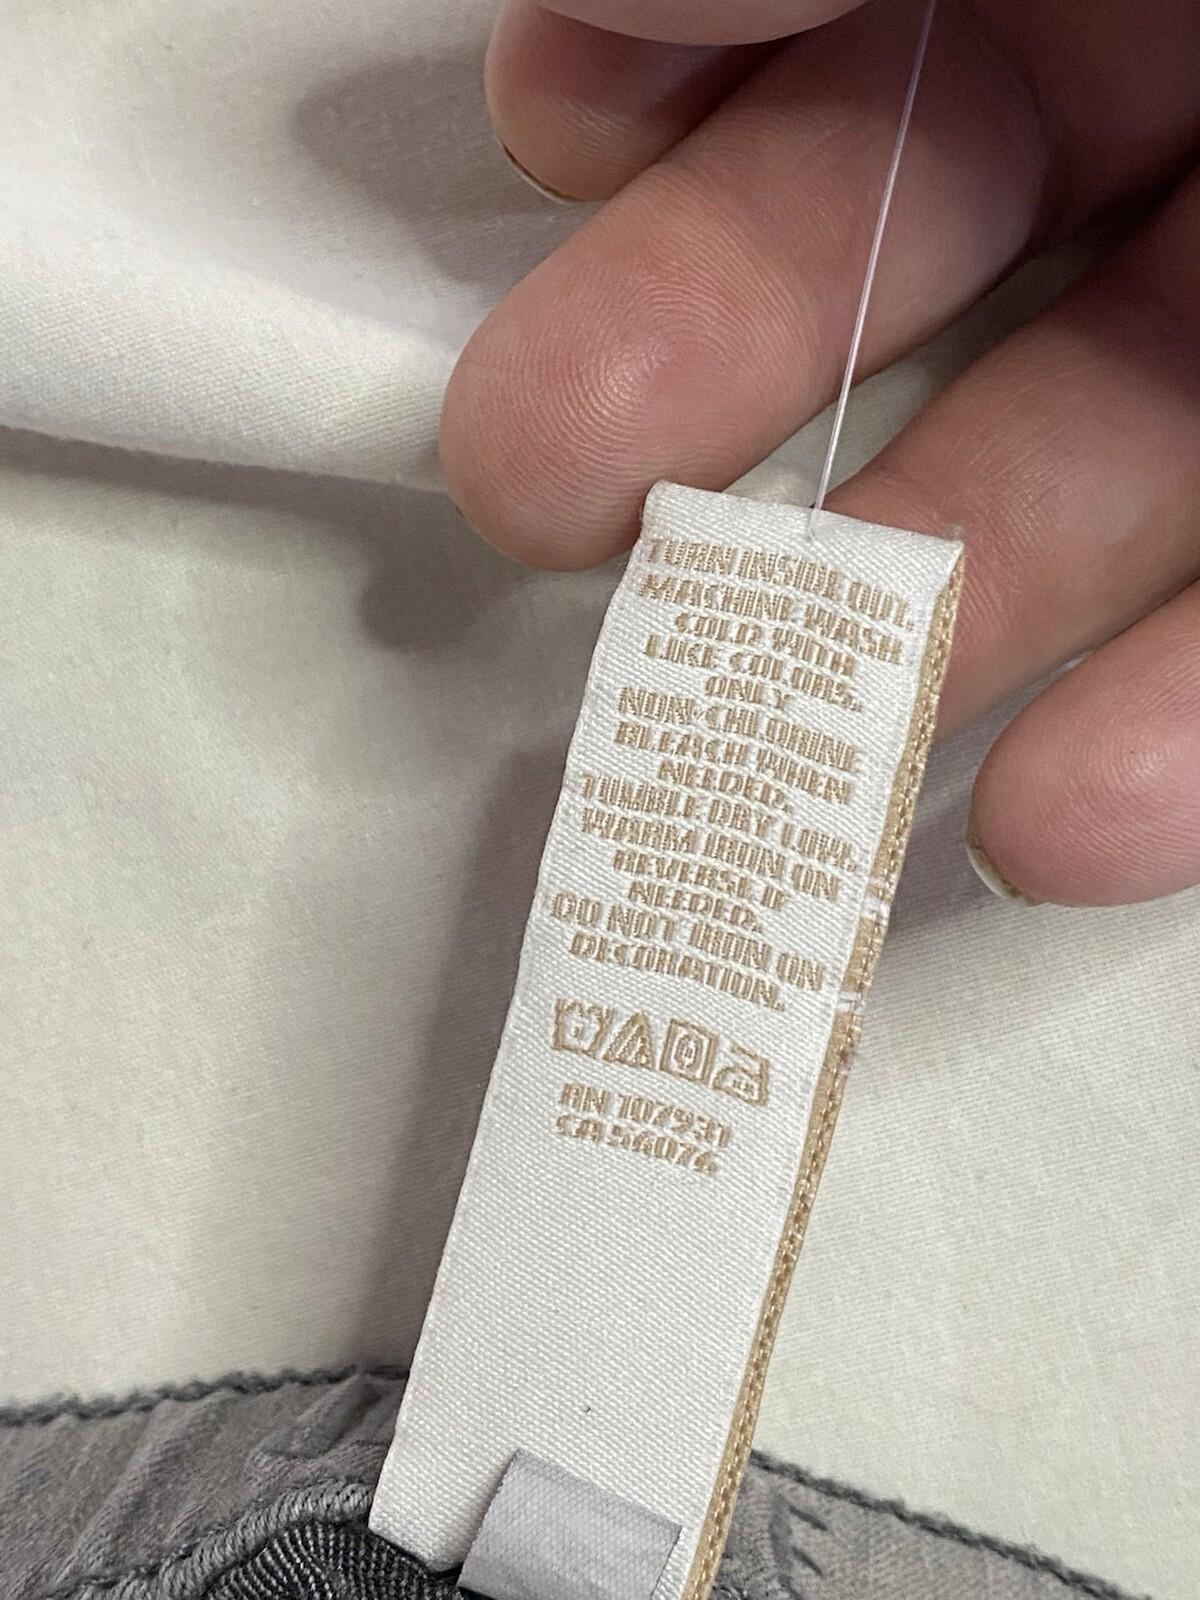 TURN INSIDE OUT.
MACHINE WASH
COLD WITH
LIKE COLORS.
ONLY
NON-CHLORINE
BLEACH WHEN
NEEDED.
TUMBLE DRY LOW.
WARM IRON ON
REVERSE IF
NEEDED.
DO NOT IRON ON
DECORATION.
RN 107931
CA 56076